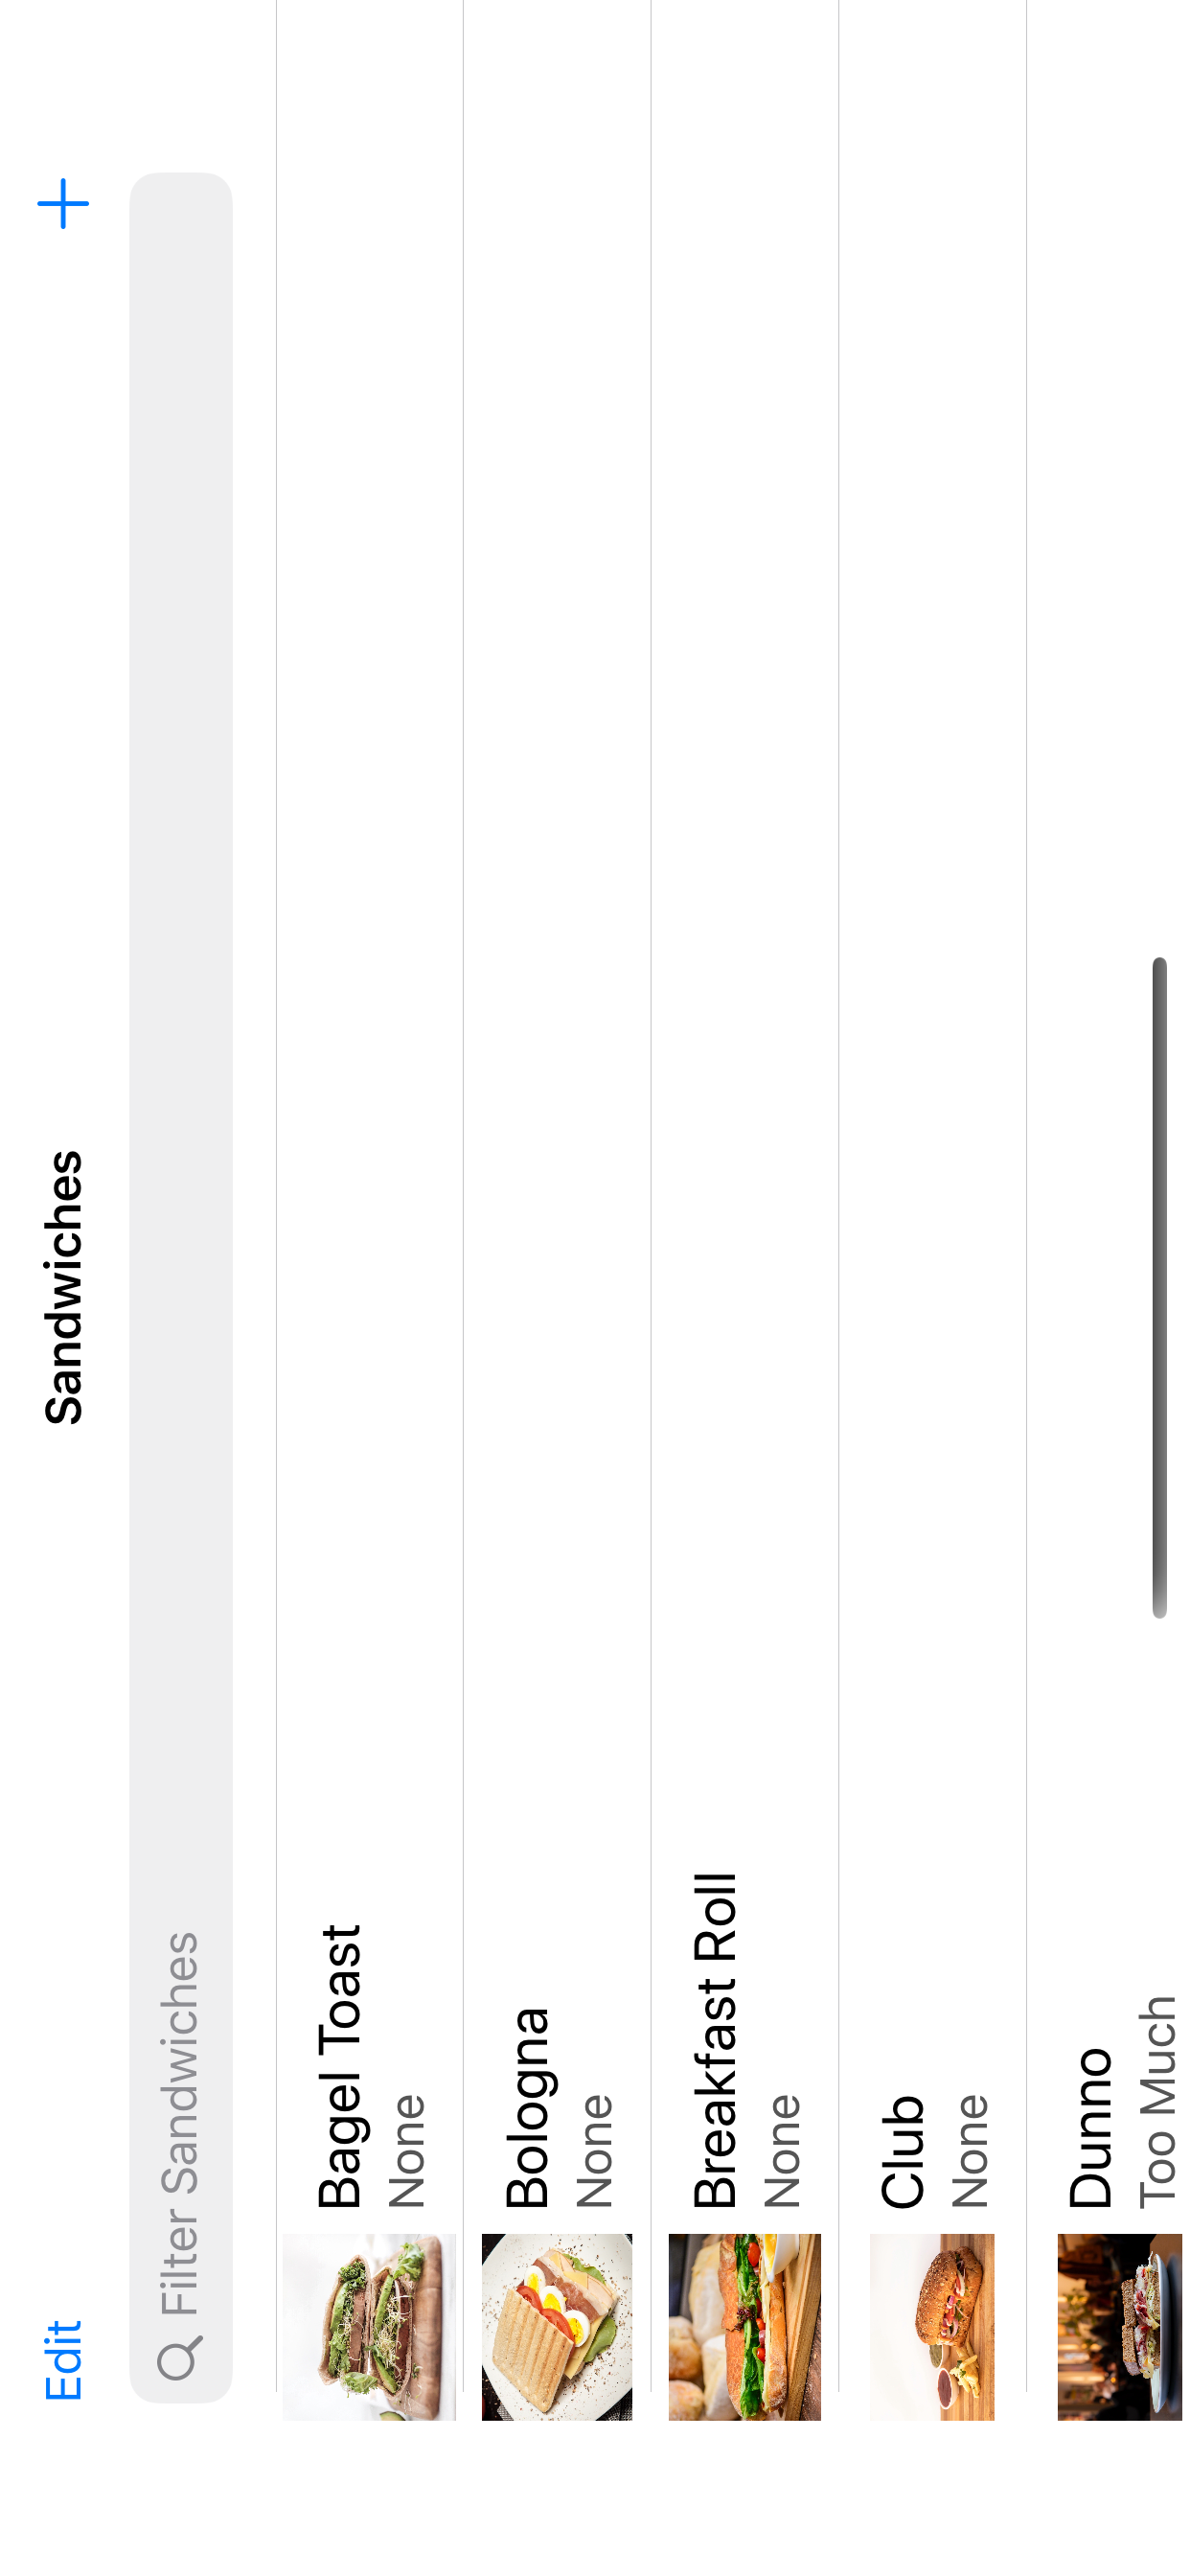 Edit
Sandwiches
Filter Sandwiches
Bagel Toast
None
Bologna
None
Breakfast Roll
None
Club
None
Dunno
Too Much